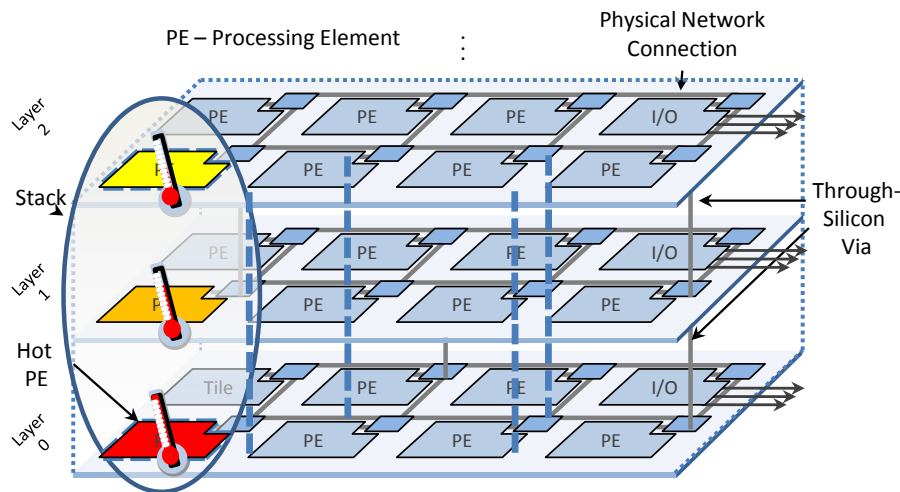 PE – Processing Element
⋮
Physical Network
Connection
Layer
2
PE
PE
PE
I/O
PE
PE
PE
Stack
Through-
Silicon
Via
Layer
1
PE
PE
PE
I/O
PE
PE
PE
Hot
PE
Layer
0
Tile
PE
PE
I/O
PE
PE
PE